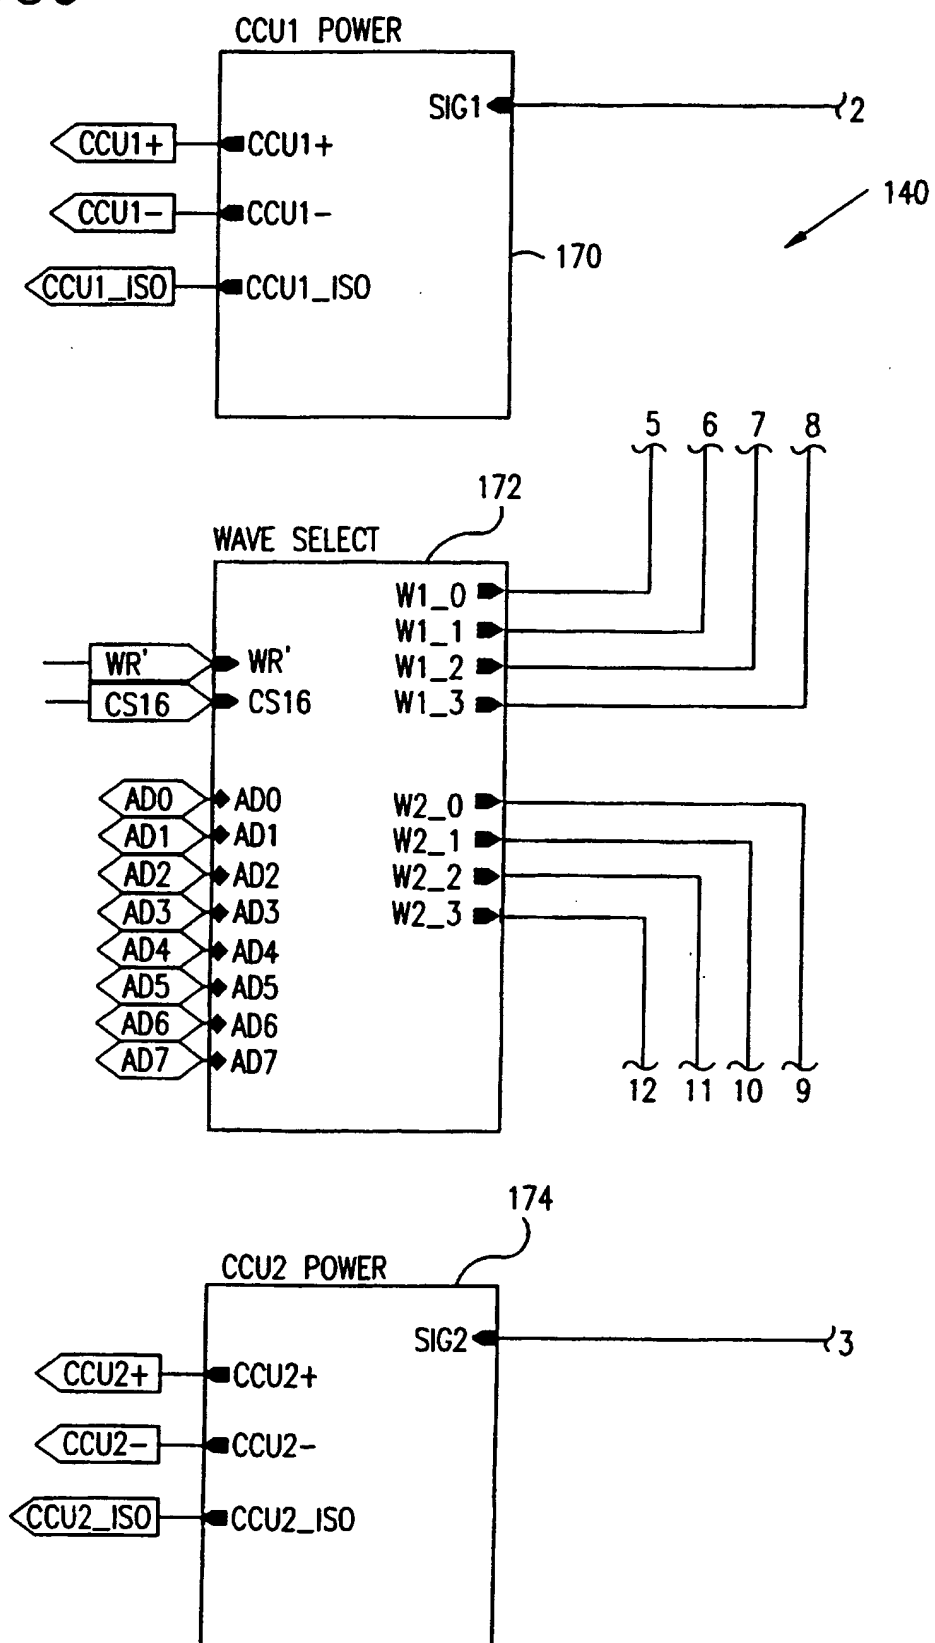 CCU1 POWER
SIG1 2
CCU1+ CCU1+
140
CCU1- CCU1-
170
CCU1_ISO CCU1_ISO
5 6 7 8
172
WAVE SELECT
W1_0
W1_1
WR' WR' W1_2
CS16 CS16 W1_3
AD0 AD0 W2_0
AD1 AD1 W2_1
AD2 AD2 W2_2
AD3 AD3 W2_3
AD4 AD4
AD5 AD5
AD6 AD6
AD7 AD7
12 11 10 9
174
CCU2 POWER
SIG2 3
CCU2+ CCU2+
CCU2- CCU2-
CCU2_ISO CCU2_ISO